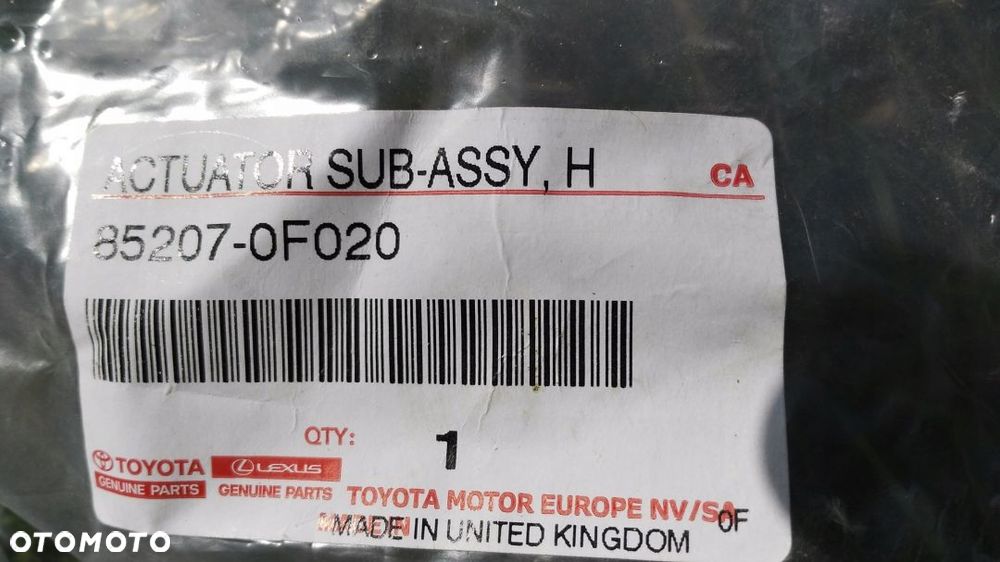 ACTUATOR SUB-ASSY, H CA
85207-0F020
QTY: 1
TOYOTA LEXUS
GENUINE PARTS GENUINE PARTS TOYOTA MOTOR EUROPE NV/SA
MADE IN UNITED KINGDOM 0F
OTOMOTO